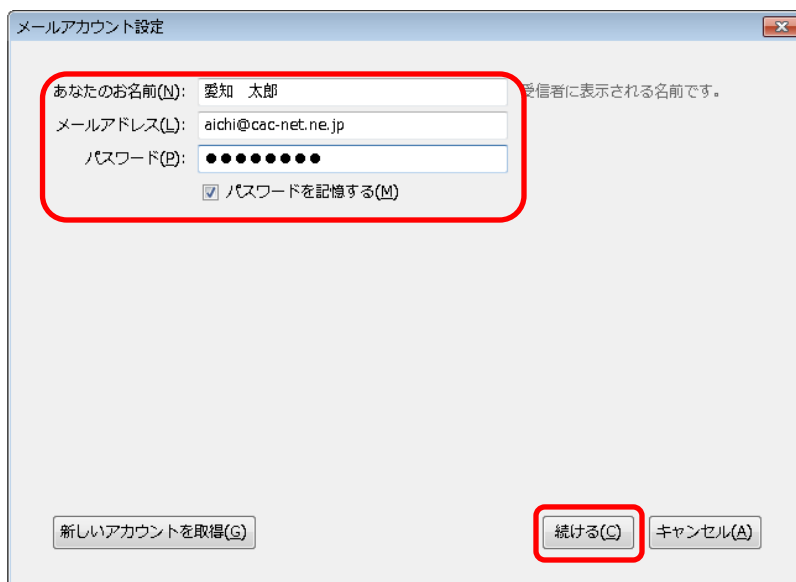 メールアカウント設定
あなたのお名前(N): 愛知　太郎 受信者に表示される名前です。
メールアドレス(L): aichi@cac-net.ne.jp
パスワード(P): ●●●●●●●●
パスワードを記憶する(M)
新しいアカウントを取得(G) 続ける(C) キャンセル(A)